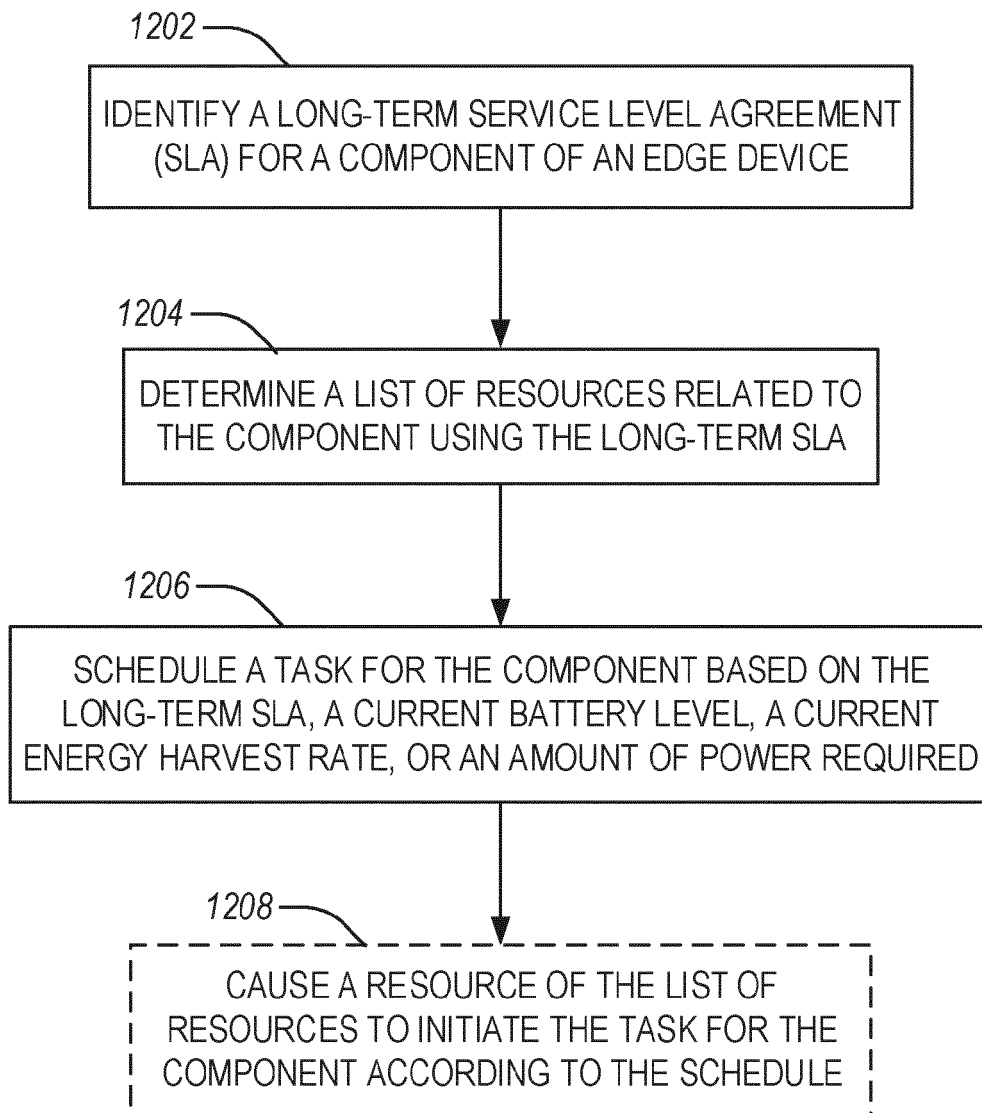 1202
IDENTIFY A LONG-TERM SERVICE LEVEL AGREEMENT
(SLA) FOR A COMPONENT OF AN EDGE DEVICE
1204
DETERMINE A LIST OF RESOURCES RELATED TO
THE COMPONENT USING THE LONG-TERM SLA
1206
SCHEDULE A TASK FOR THE COMPONENT BASED ON THE
LONG-TERM SLA, A CURRENT BATTERY LEVEL, A CURRENT
ENERGY HARVEST RATE, OR AN AMOUNT OF POWER REQUIRED
1208
CAUSE A RESOURCE OF THE LIST OF
RESOURCES TO INITIATE THE TASK FOR THE
COMPONENT ACCORDING TO THE SCHEDULE